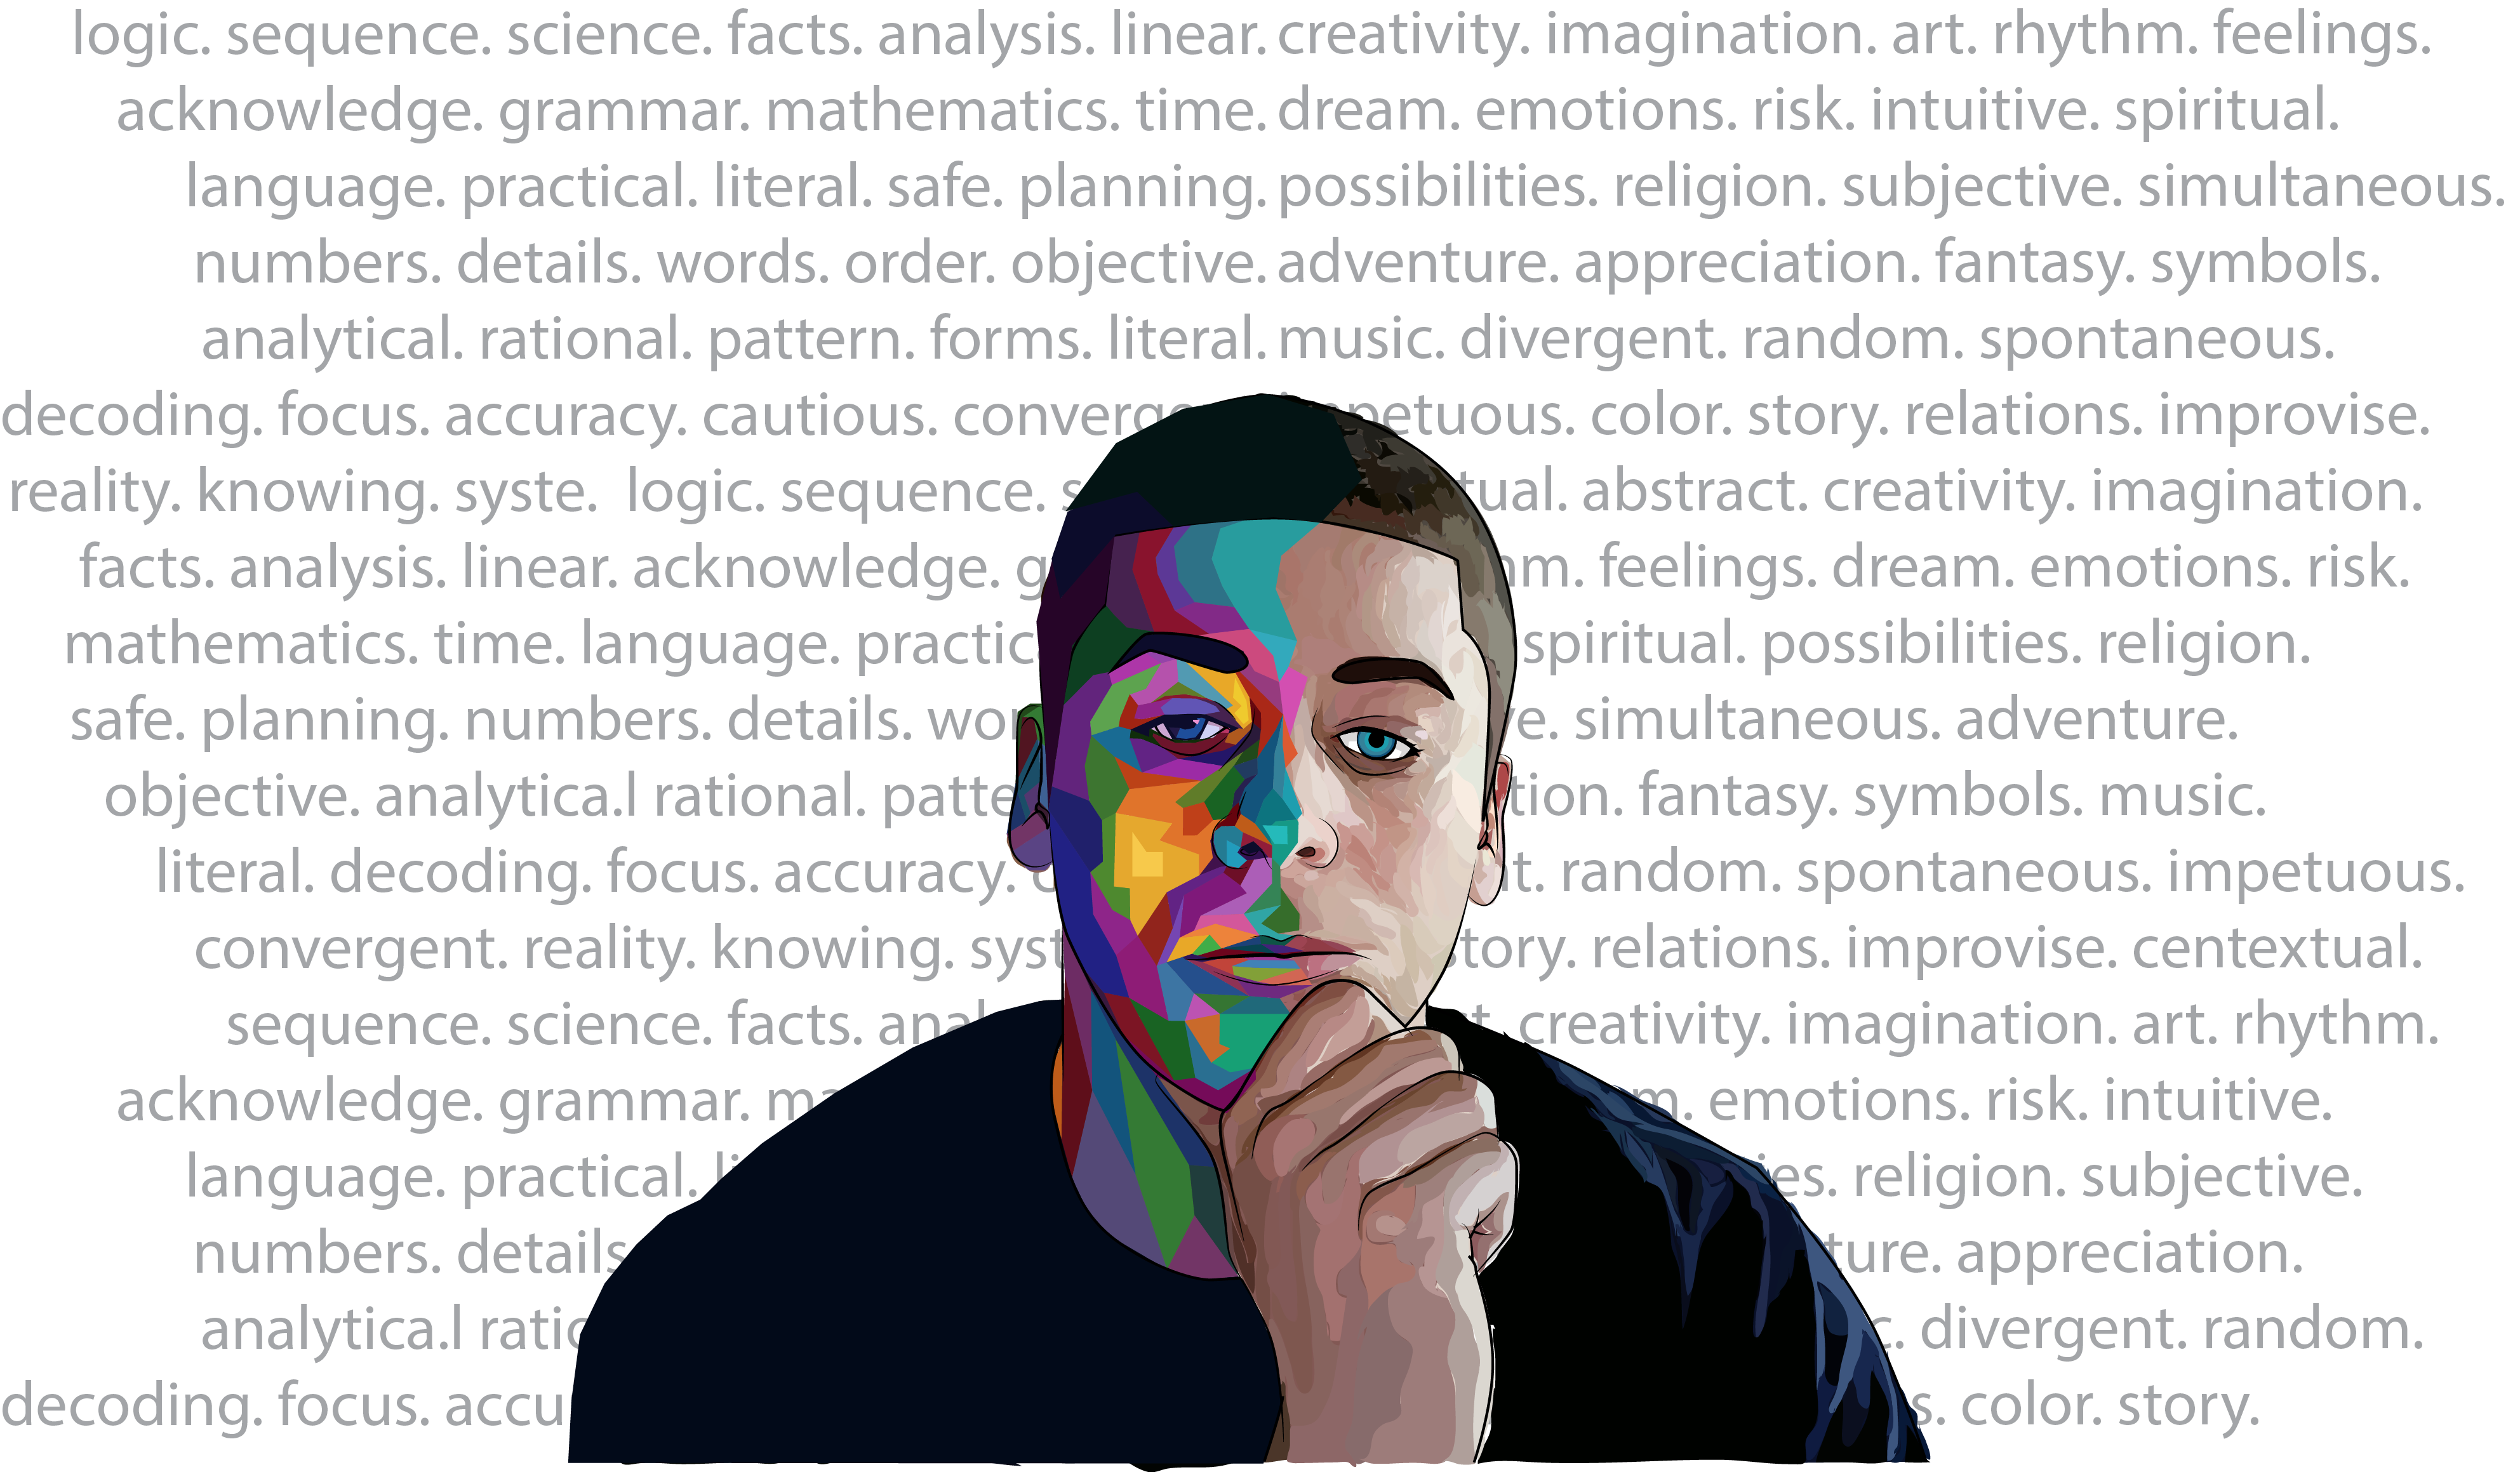 logic. sequence. science. facts. analysis. linear. creativity. imagination. art. rhythm. feelings.
acknowledge. grammar. mathematics. time. dream. emotions. risk. intuitive. spiritual.
language. practical. literal. safe. planning. possibilities. religion. subjective. simultaneous.
numbers. details. words. order. objective. adventure. appreciation. fantasy. symbols.
analytical. rational. pattern. forms. literal. music. divergent. random. spontaneous.
decoding. focus. accuracy. cautious. color. story. relations. improvise.
reality. knowing. syste. logic. sequence. abstract. creativity. imagination.
facts. analysis. linear. acknowledge. feelings. dream. emotions. risk.
mathematics. time. language. spiritual. possibilities. religion.
safe. planning. numbers. details. simultaneous. adventure.
objective. analytica.l rational. fantasy. symbols. music.
literal. decoding. focus. accuracy. random. spontaneous. impetuous.
convergent. reality. knowing. relations. improvise. centextual.
sequence. science. facts. creativity. imagination. art. rhythm.
acknowledge. grammar. emotions. risk. intuitive.
language. practical. religion. subjective.
numbers. details appreciation.
analytica.l divergent. random.
decoding. focus. color. story.